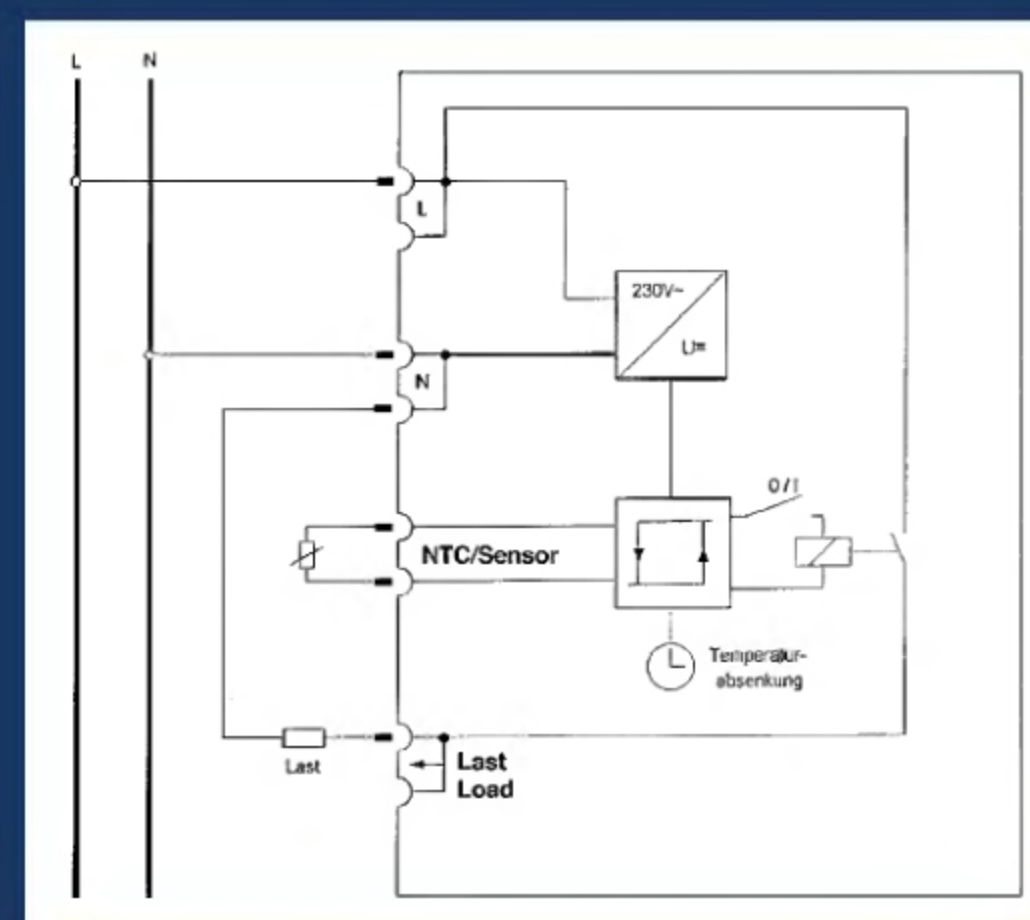 L N
L
230V~
U=
N
0 / I
NTC/Sensor
Temperatur-
absenkung
Last
Last
Load